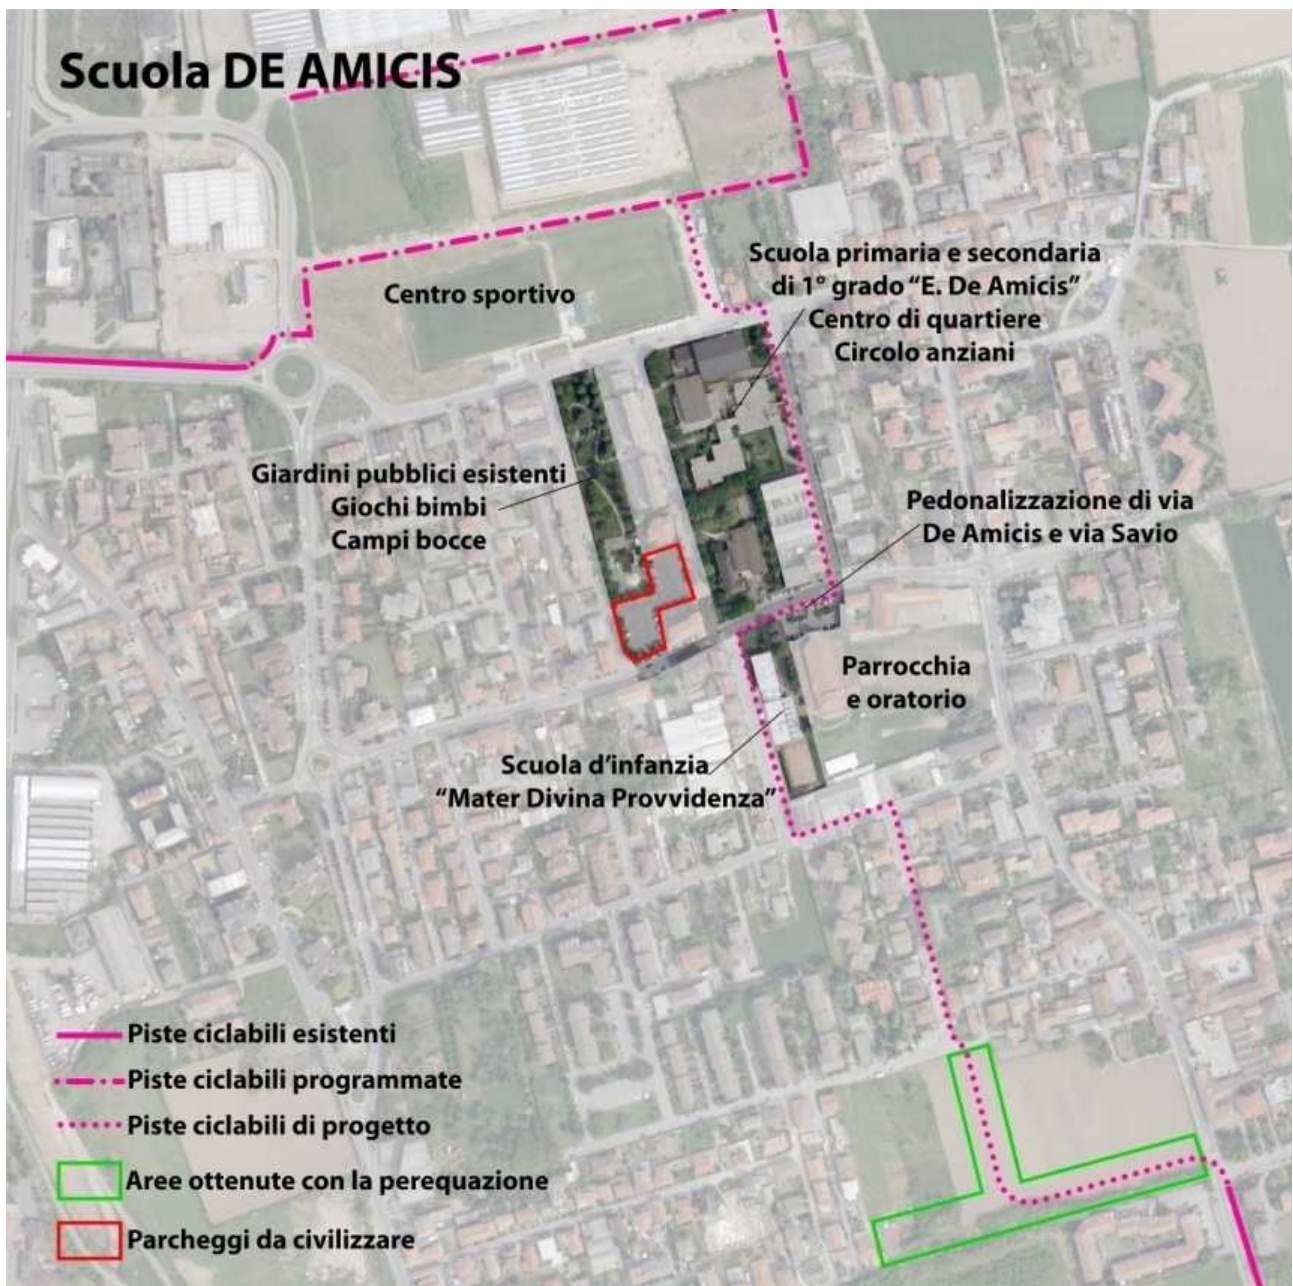 Scuola DE AMICIS
Scuola primaria e secondaria
di 1° grado “E. De Amicis”
Centro di quartiere
Circolo anziani
Centro sportivo
Giardini pubblici esistenti
Giochi bimbi
Campi bocce
Pedonalizzazione di via
De Amicis e via Savio
Parrocchia
e oratorio
Scuola d’infanzia
“Mater Divina Provvidenza”
Piste ciclabili esistenti
Piste ciclabili programmate
Piste ciclabili di progetto
Aree ottenute con la perequazione
Parcheggi da civilizzare